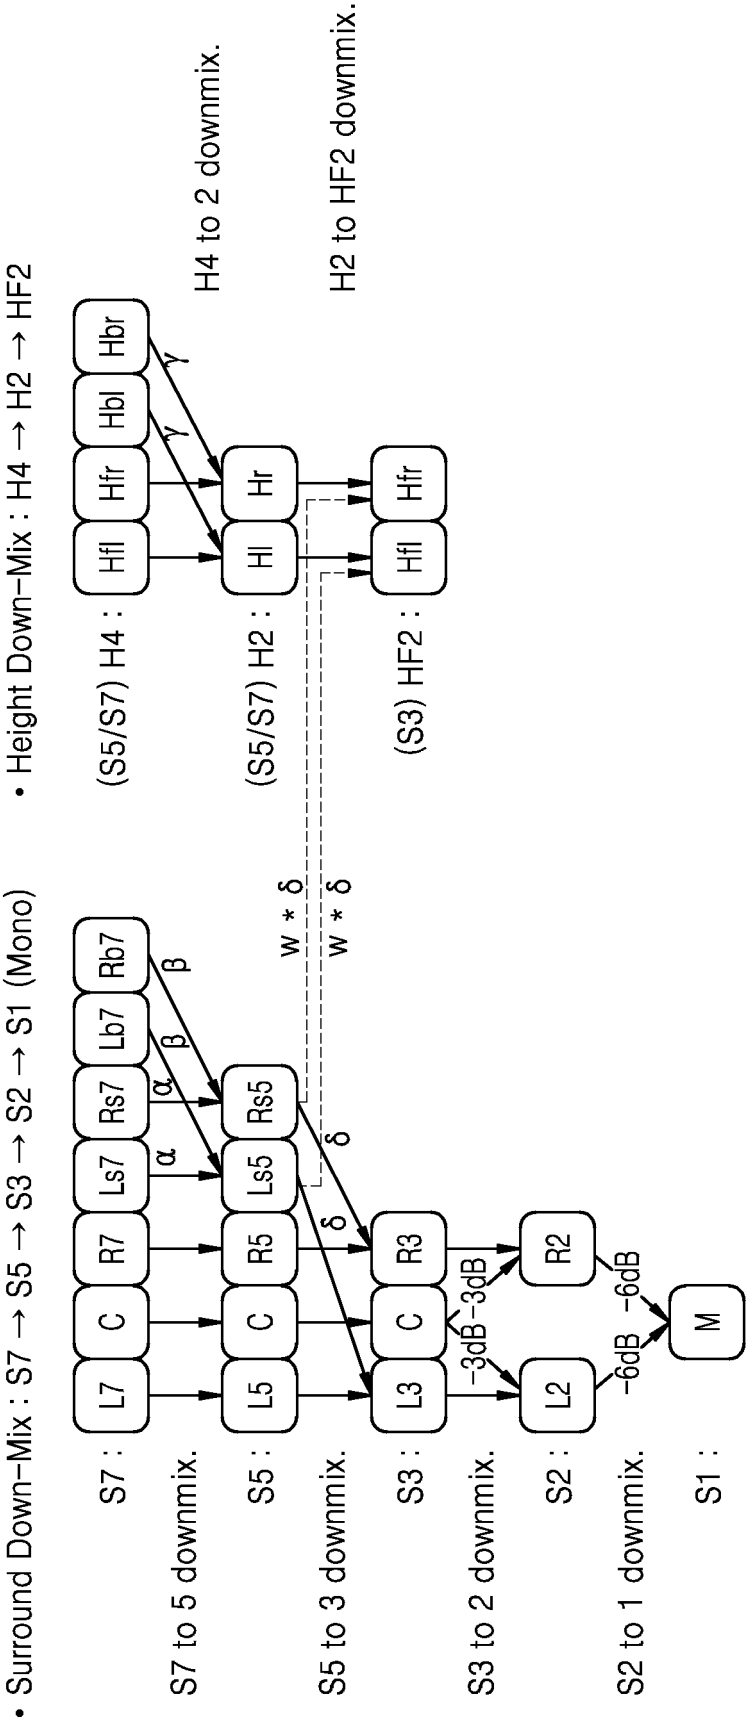 • Surround Down-Mix : S7 → S5 → S3 → S2 → S1 (Mono)
• Height Down-Mix : H4 → H2 → HF2
S7 :
L7
C
R7
Ls7
Rs7
Lb7
Rb7
(S5/S7) H4 :
Hfl
Hfr
Hbl
Hbr
S7 to 5 downmix.
α
α
β
β
γ
γ
H4 to 2 downmix.
S5 :
L5
C
R5
Ls5
Rs5
(S5/S7) H2 :
Hl
Hr
S5 to 3 downmix.
δ
δ
w * δ
w * δ
H2 to HF2 downmix.
S3 :
L3
C
R3
(S3) HF2 :
Hfl
Hfr
S3 to 2 downmix.
-3dB
-3dB
S2 :
L2
R2
S2 to 1 downmix.
-6dB
-6dB
S1 :
M